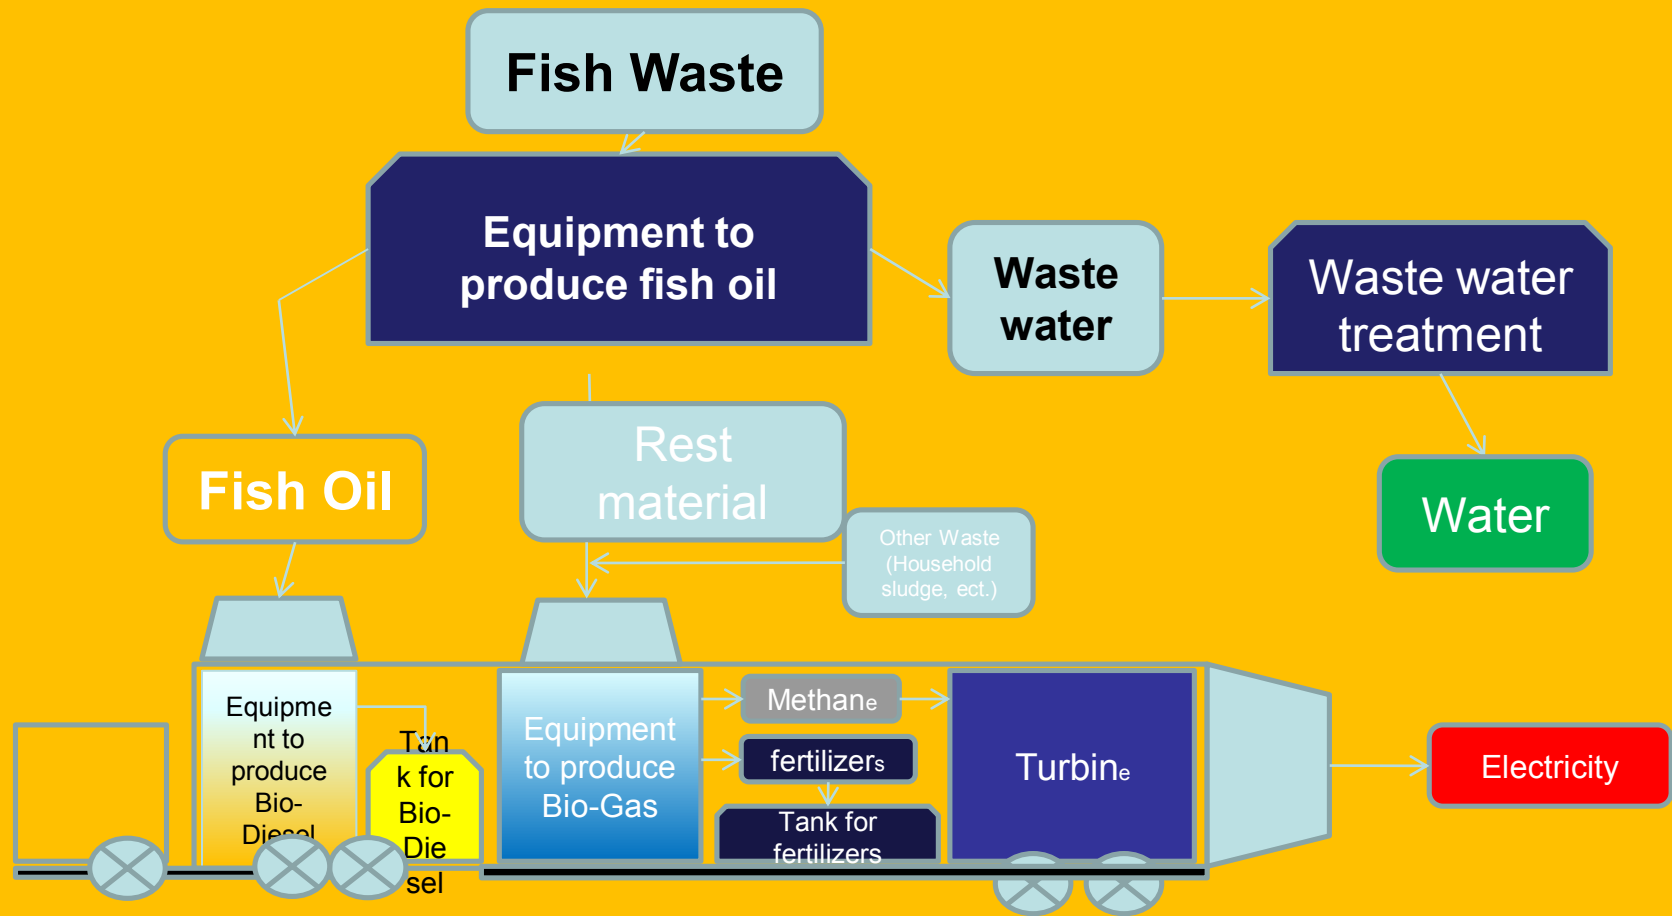 Fish Waste
Equipment to
produce fish oil
Waste
water
Waste water
treatment
Rest
material
Fish Oil
Water
Other Waste
(Household
sludge, ect.)
Equipme
nt to
produce
Bio-
Diesel
Tan
k for
Bio-
Die
sel
Equipment
to produce
Bio-Gas
Methane
fertilizers
Tank for
fertilizers
Turbine
Electricity